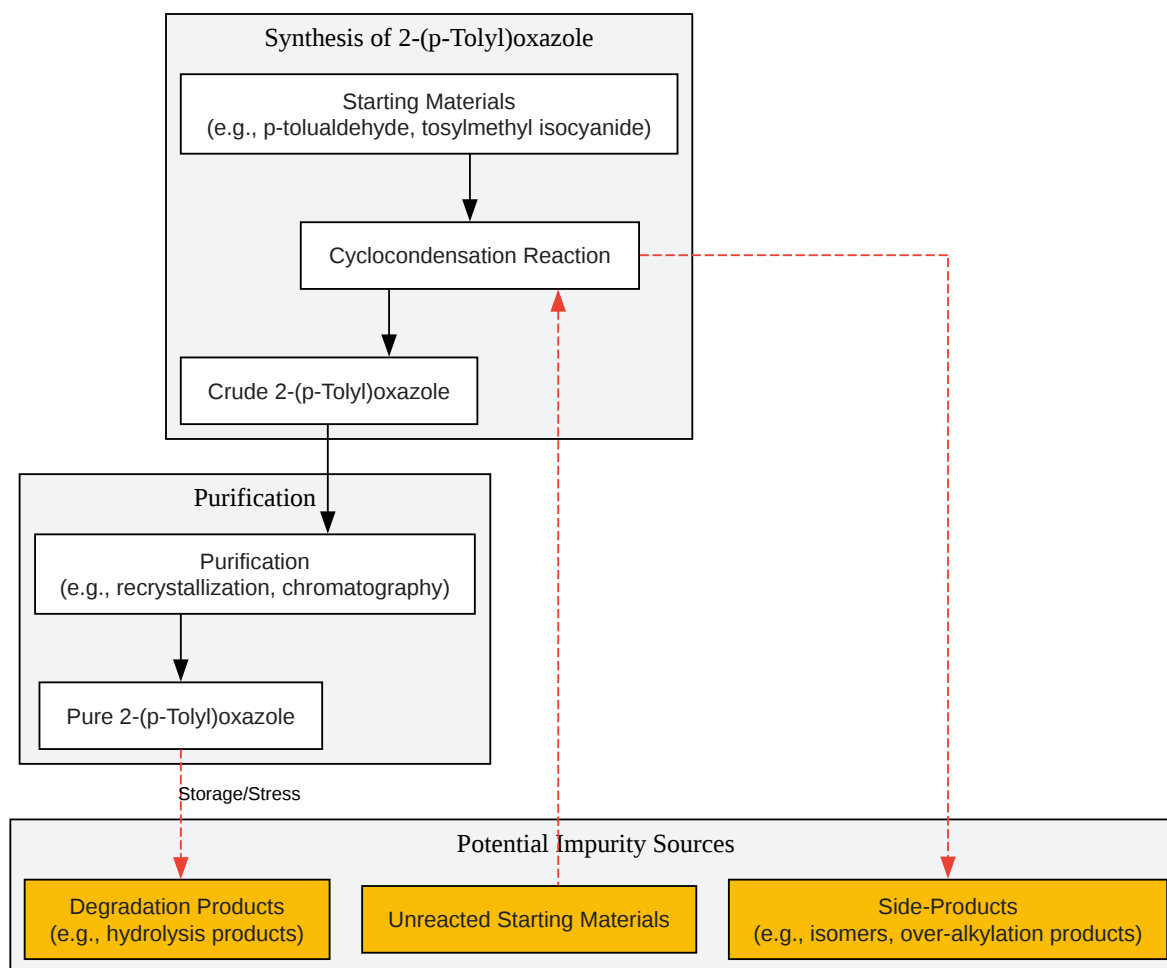 Synthesis of 2-(p-Tolyl)oxazole
Starting Materials
(e.g., p-tolualdehyde, tosylmethyl isocyanide)
Cyclocondensation Reaction
Crude 2-(p-Tolyl)oxazole
Purification
Purification
(e.g., recrystallization, chromatography)
Pure 2-(p-Tolyl)oxazole
Storage/Stress
Potential Impurity Sources
Degradation Products
(e.g., hydrolysis products)
Unreacted Starting Materials
Side-Products
(e.g., isomers, over-alkylation products)